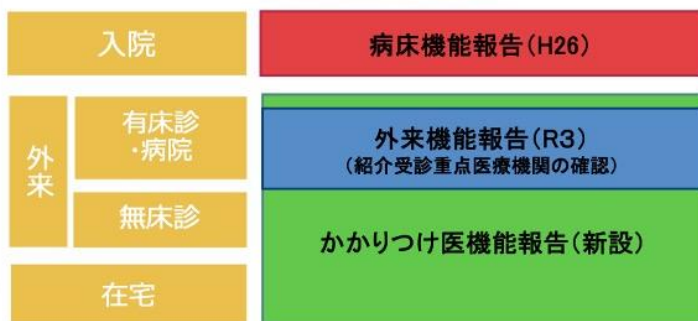 入院
病床機能報告(H26)
外来
有床診
・病院
外来機能報告(R3)
(紹介受診重点医療機関の確認)
無床診
かかりつけ医機能報告(新設)
在宅